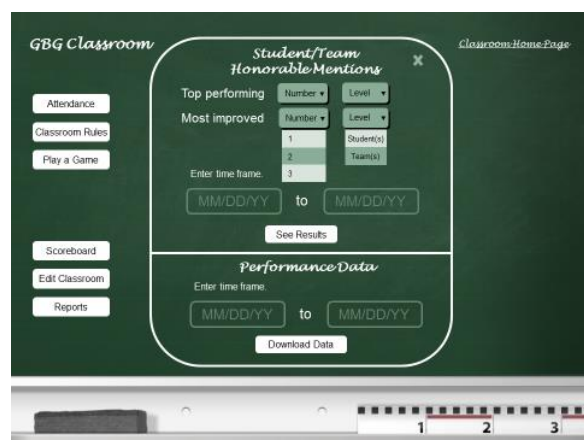 GBG Classroom
Classroom Home Page
Attendance
Classroom Rules
Play a Game
Scoreboard
Edit Classroom
Reports
Student/Team
Honorable Mentions
X
Top performing Number ▾ Level ▾
Most improved Number ▾ Level ▾
1 Student(s)
2 Team(s)
3
Enter time frame.
MM/DD/YY to MM/DD/YY
See Results
Performance Data
Enter time frame.
MM/DD/YY to MM/DD/YY
Download Data
1 2 3